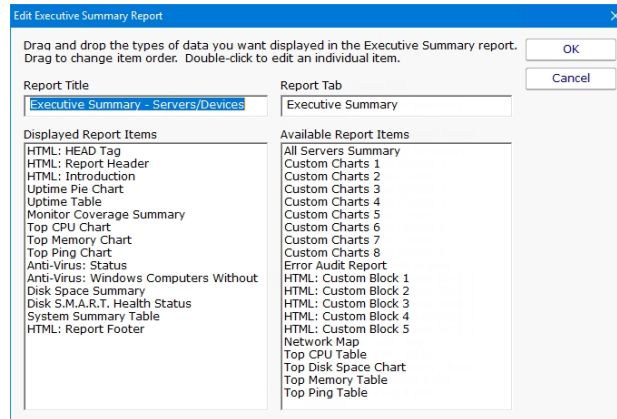 Edit Executive Summary Report
Drag and drop the types of data you want displayed in the Executive Summary report.
Drag to change item order. Double-click to edit an individual item.
OK
Cancel
Report Title
Executive Summary - Servers/Devices
Report Tab
Executive Summary
Displayed Report Items
HTML: HEAD Tag
HTML: Report Header
HTML: Introduction
Uptime Pie Chart
Uptime Table
Monitor Coverage Summary
Top CPU Chart
Top Memory Chart
Top Ping Chart
Anti-Virus: Status
Anti-Virus: Windows Computers Without
Disk Space Summary
Disk S.M.A.R.T. Health Status
System Summary Table
HTML: Report Footer
Available Report Items
All Servers Summary
Custom Charts 1
Custom Charts 2
Custom Charts 3
Custom Charts 4
Custom Charts 5
Custom Charts 6
Custom Charts 7
Custom Charts 8
Error Audit Report
HTML: Custom Block 1
HTML: Custom Block 2
HTML: Custom Block 3
HTML: Custom Block 4
HTML: Custom Block 5
Network Map
Top CPU Table
Top Disk Space Chart
Top Memory Table
Top Ping Table